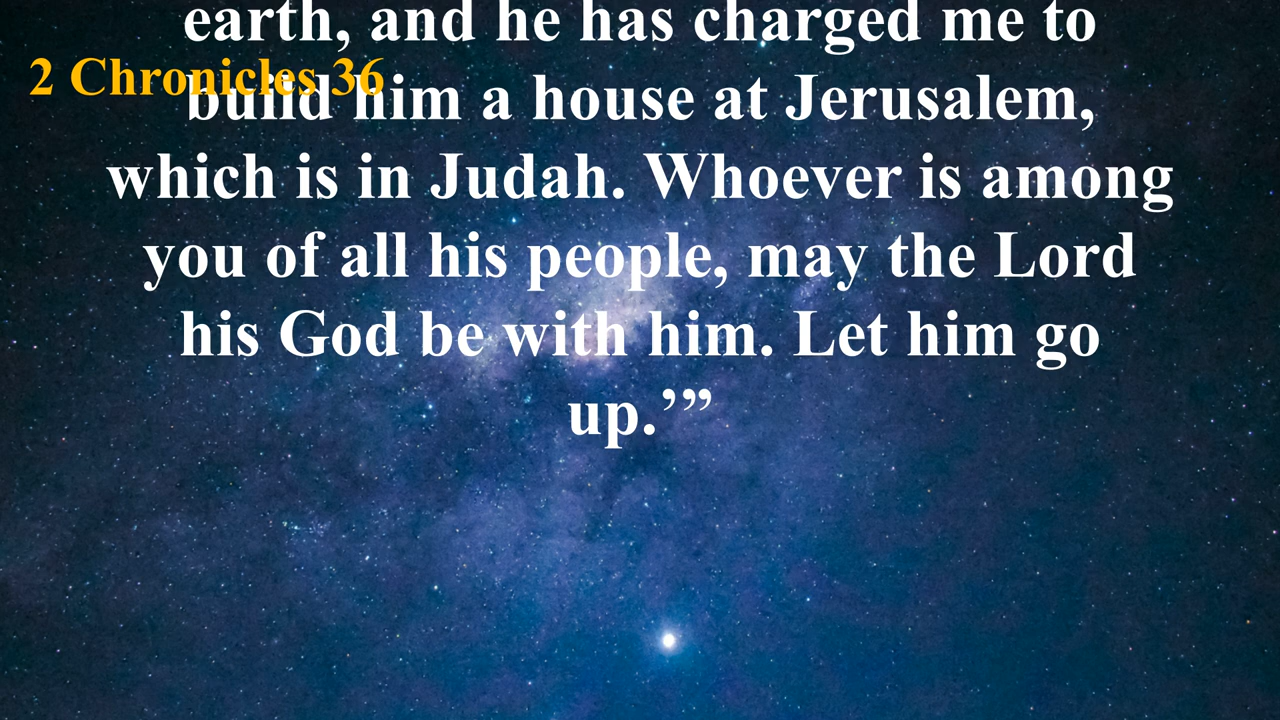 earth, and he has charged me to
2 Chronicles 36
build him a house at Jerusalem,
which is in Judah. Whoever is among
you of all his people, may the Lord
his God be with him. Let him go
up.’”